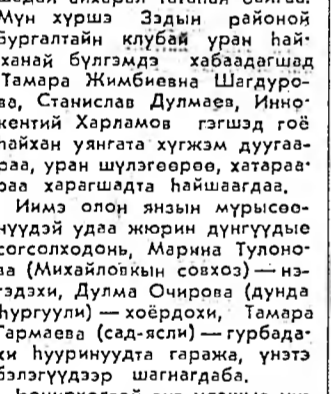 Мүн хүршэ Зэдын районой
Бургалтайн клубай уран һай-
ханай бүлгэмдэ хабаадагшад
Тамара Жимбиевна Шагдуро-
ва, Станислав Дулмаев, Инно-
кентий Харламов гэгшэд гоё
һайхан уянгата хүгжэм дуугаа-
раа, уран шүлэгөөрөө, хатараа-
раа харагшадта һайшаагдаа.
Иимэ олон янзын мүрысөө-
нүүдэй удаа жюрин дүнгүүдые
согсолходонь, Марина Тулоно-
ва (Михайловкын совхоз) — нэ-
гэдэхи, Дулма Очирова (дунда
һургуули) — хоёрдохи, Тамара
Гармаева (сад-ясли) — гурбада-
хи һууринуудта гаража, үнэтэ
бэлэгүүдээр шагнагдаба.